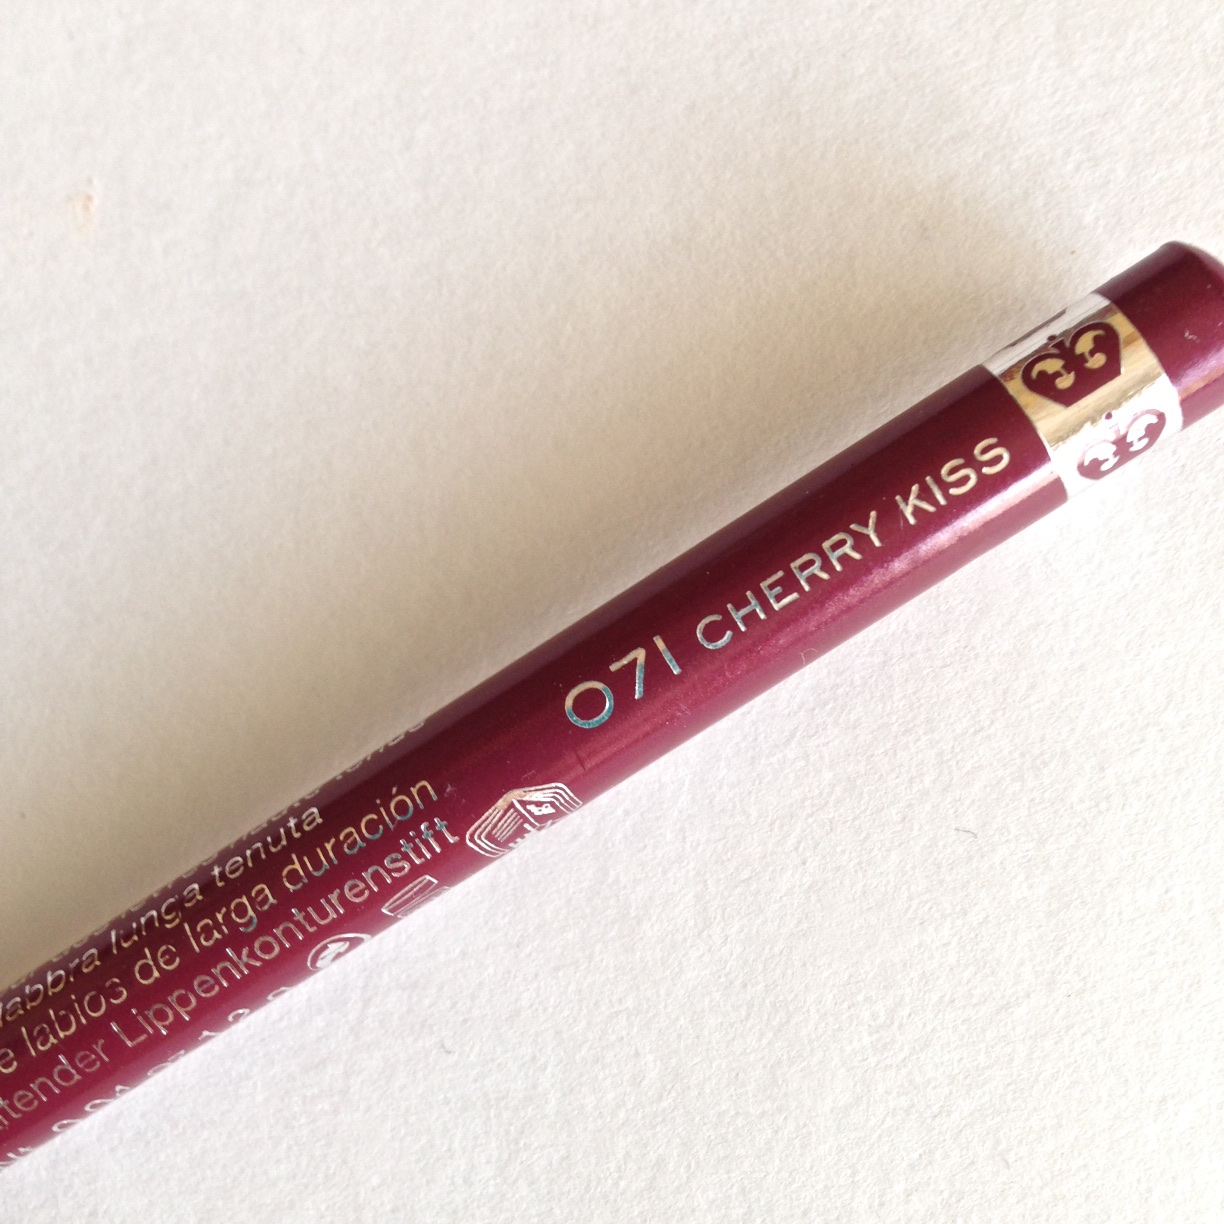 071 CHERRY KISS
labbra lunga tenuta
labios de larga duración
Lippenkonturenstift